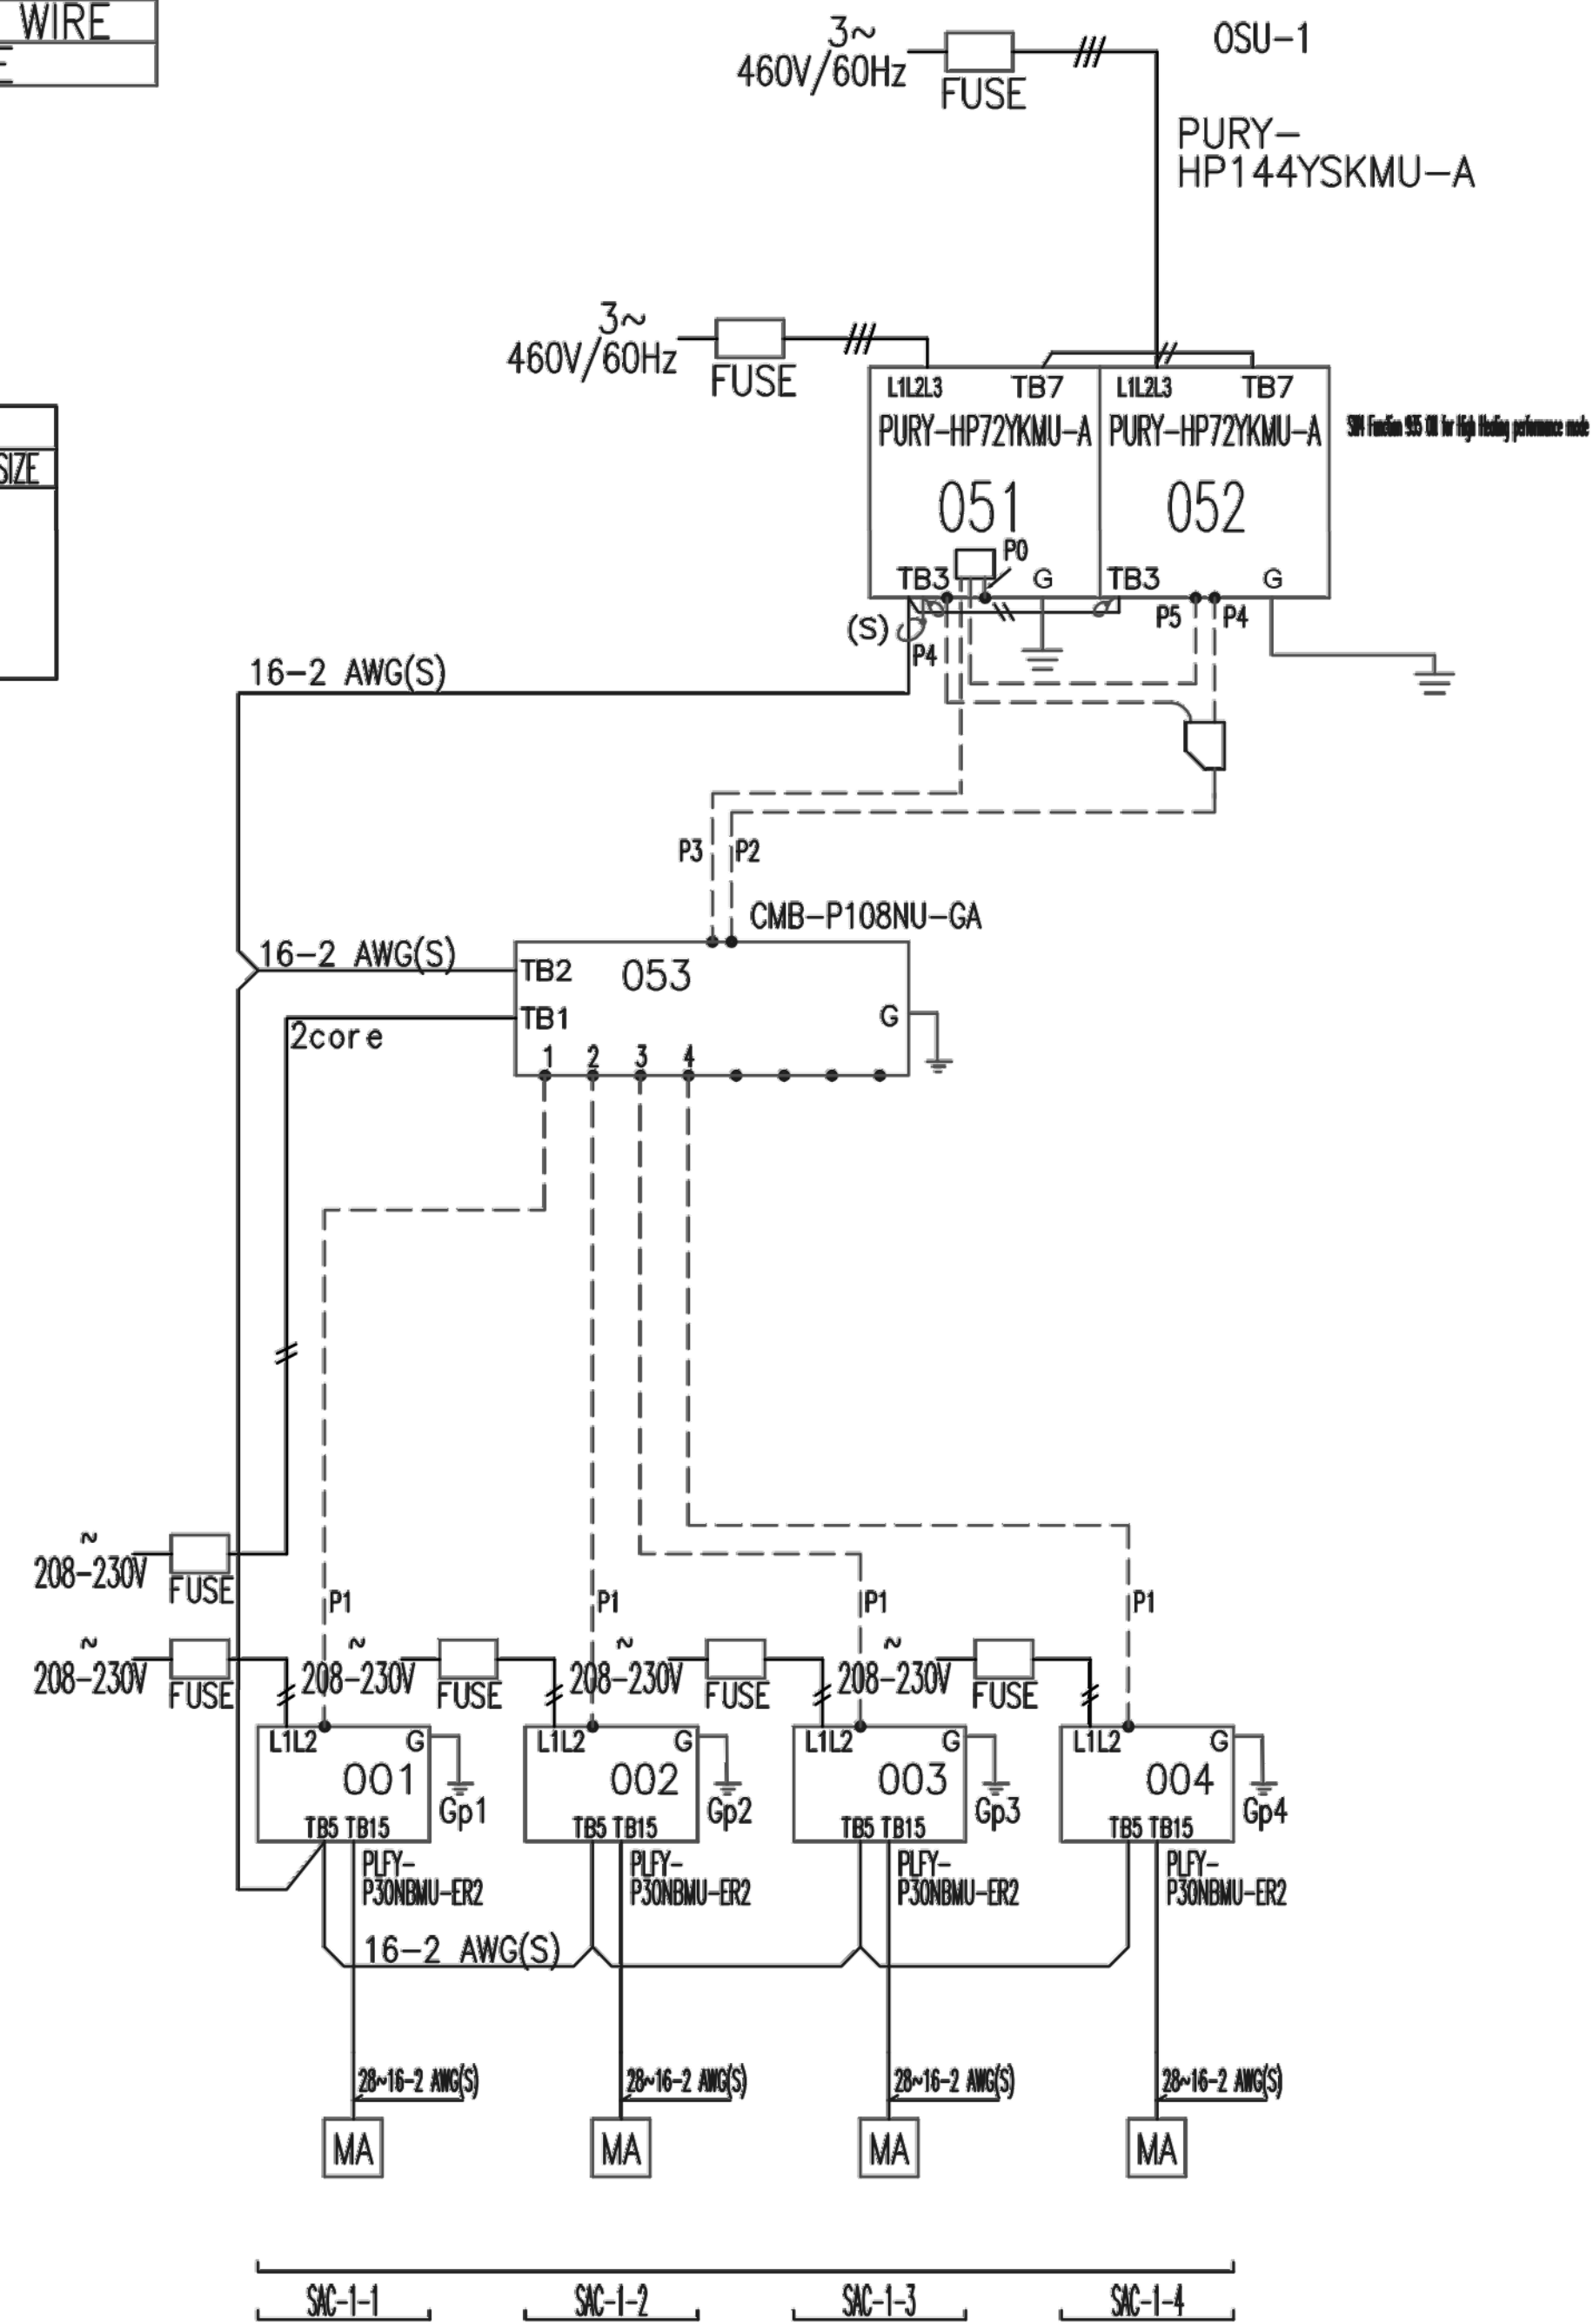 WIRE
E
SIZE
3~
460V/60Hz
FUSE
OSU-1
PURY-
HP144YSKMU-A
3~
460V/60Hz
FUSE
L1L2L3 TB7 L1L2L3 TB7
PURY-HP72YKMU-A PURY-HP72YKMU-A
for High Heating performance mode
051 052
P0
TB3 G TB3 G
(S) P4 P5 P4
16-2 AWG(S)
P3 P2
CMB-P108NU-GA
16-2 AWG(S) TB2 053
TB1 G
2core
1 2 3 4
~
208-230V FUSE
P1 P1 P1 P1
~ ~ ~ ~
208-230V FUSE 208-230V FUSE 208-230V FUSE 208-230V FUSE
L1L2 G L1L2 G L1L2 G L1L2 G
001 002 003 004
Gp1 Gp2 Gp3 Gp4
TB5 TB15 TB5 TB15 TB5 TB15 TB5 TB15
PLFY- PLFY- PLFY- PLFY-
P30NBMU-ER2 P30NBMU-ER2 P30NBMU-ER2 P30NBMU-ER2
16-2 AWG(S)
28~16-2 AWG(S) 28~16-2 AWG(S) 28~16-2 AWG(S) 28~16-2 AWG(S)
MA MA MA MA
SAC-1-1 SAC-1-2 SAC-1-3 SAC-1-4